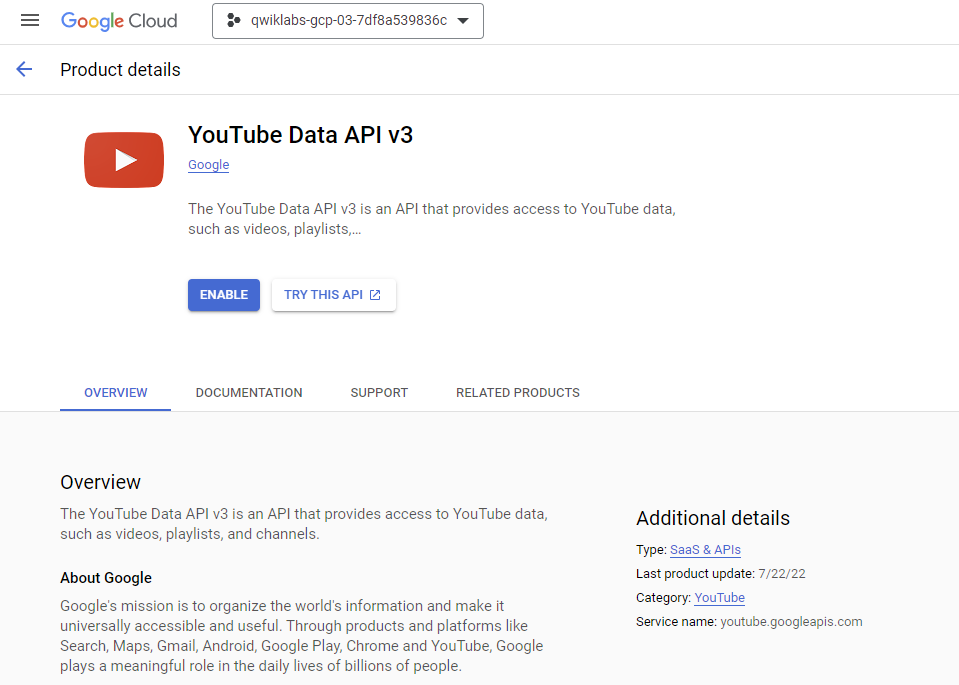 Google Cloud
qwiklabs-gcp-03-7df8a539836c
Product details
YouTube Data API v3
Google
The YouTube Data API v3 is an API that provides access to YouTube data,
such as videos, playlists,...
ENABLE
TRY THIS API
OVERVIEW
DOCUMENTATION
SUPPORT
RELATED PRODUCTS
Overview
The YouTube Data API v3 is an API that provides access to YouTube data,
such as videos, playlists, and channels.
About Google
Google's mission is to organize the world's information and make it
universally accessible and useful. Through products and platforms like
Search, Maps, Gmail, Android, Google Play, Chrome and YouTube, Google
plays a meaningful role in the daily lives of billions of people.
Additional details
Type: SaaS & APIs
Last product update: 7/22/22
Category: YouTube
Service name: youtube.googleapis.com